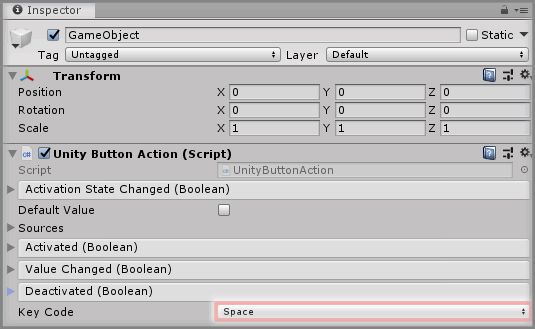 Inspector
GameObject Static
Tag Untagged Layer Default
Transform
Position X 0 Y 0 Z 0
Rotation X 0 Y 0 Z 0
Scale X 1 Y 1 Z 1
Unity Button Action (Script)
Script UnityButtonAction
Activation State Changed (Boolean)
Default Value
Sources
Activated (Boolean)
Value Changed (Boolean)
Deactivated (Boolean)
Key Code Space